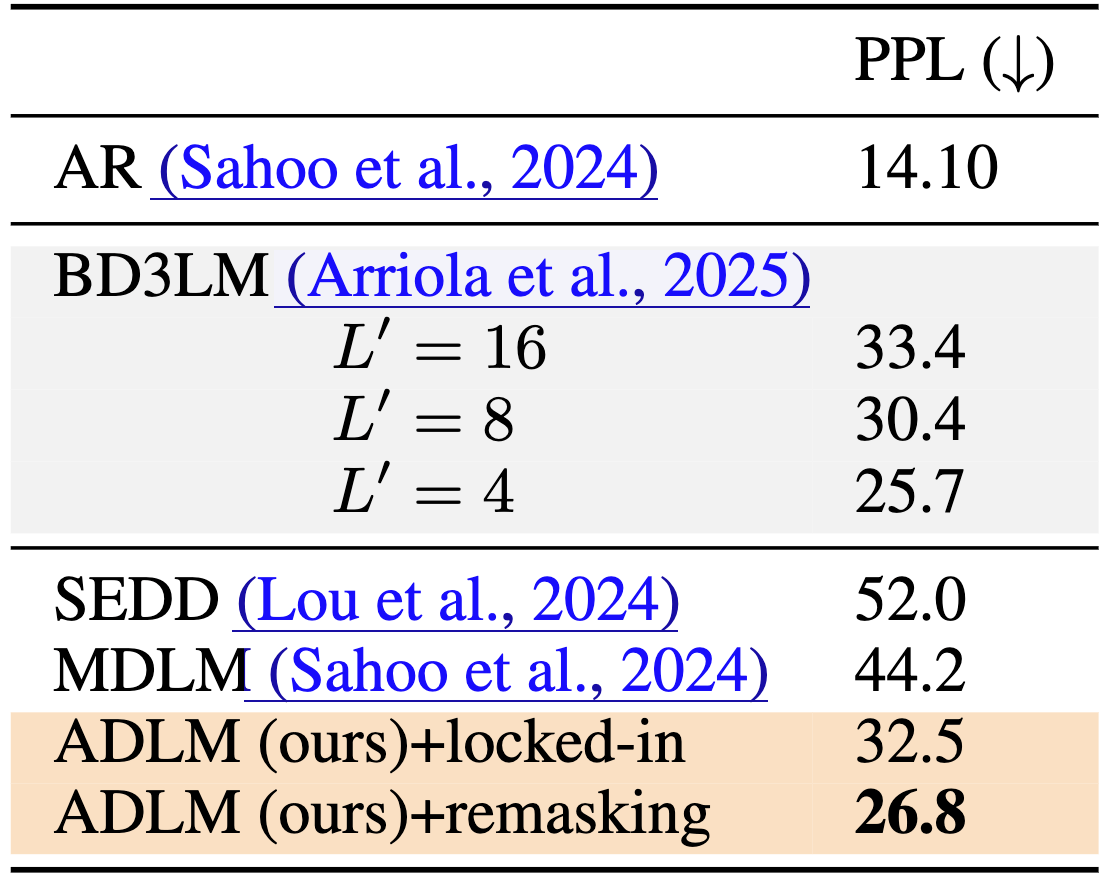 PPL (↓)
AR (Sahoo et al., 2024) 14.10
BD3LM (Arriola et al., 2025)
L′ = 16 33.4
L′ = 8 30.4
L′ = 4 25.7
SEDD (Lou et al., 2024) 52.0
MDLM (Sahoo et al., 2024) 44.2
ADLM (ours)+locked-in 32.5
ADLM (ours)+remasking 26.8